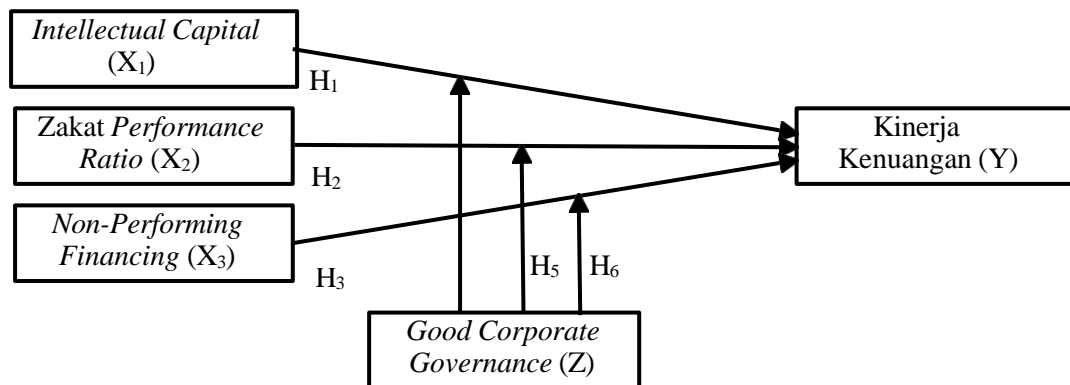 Intellectual Capital
(X₁)
H₁
Zakat Performance
Ratio (X₂)
H₂
Non-Performing
Financing (X₃)
H₃
Kinerja
Kenuangan (Y)
H₅
H₆
Good Corporate
Governance (Z)